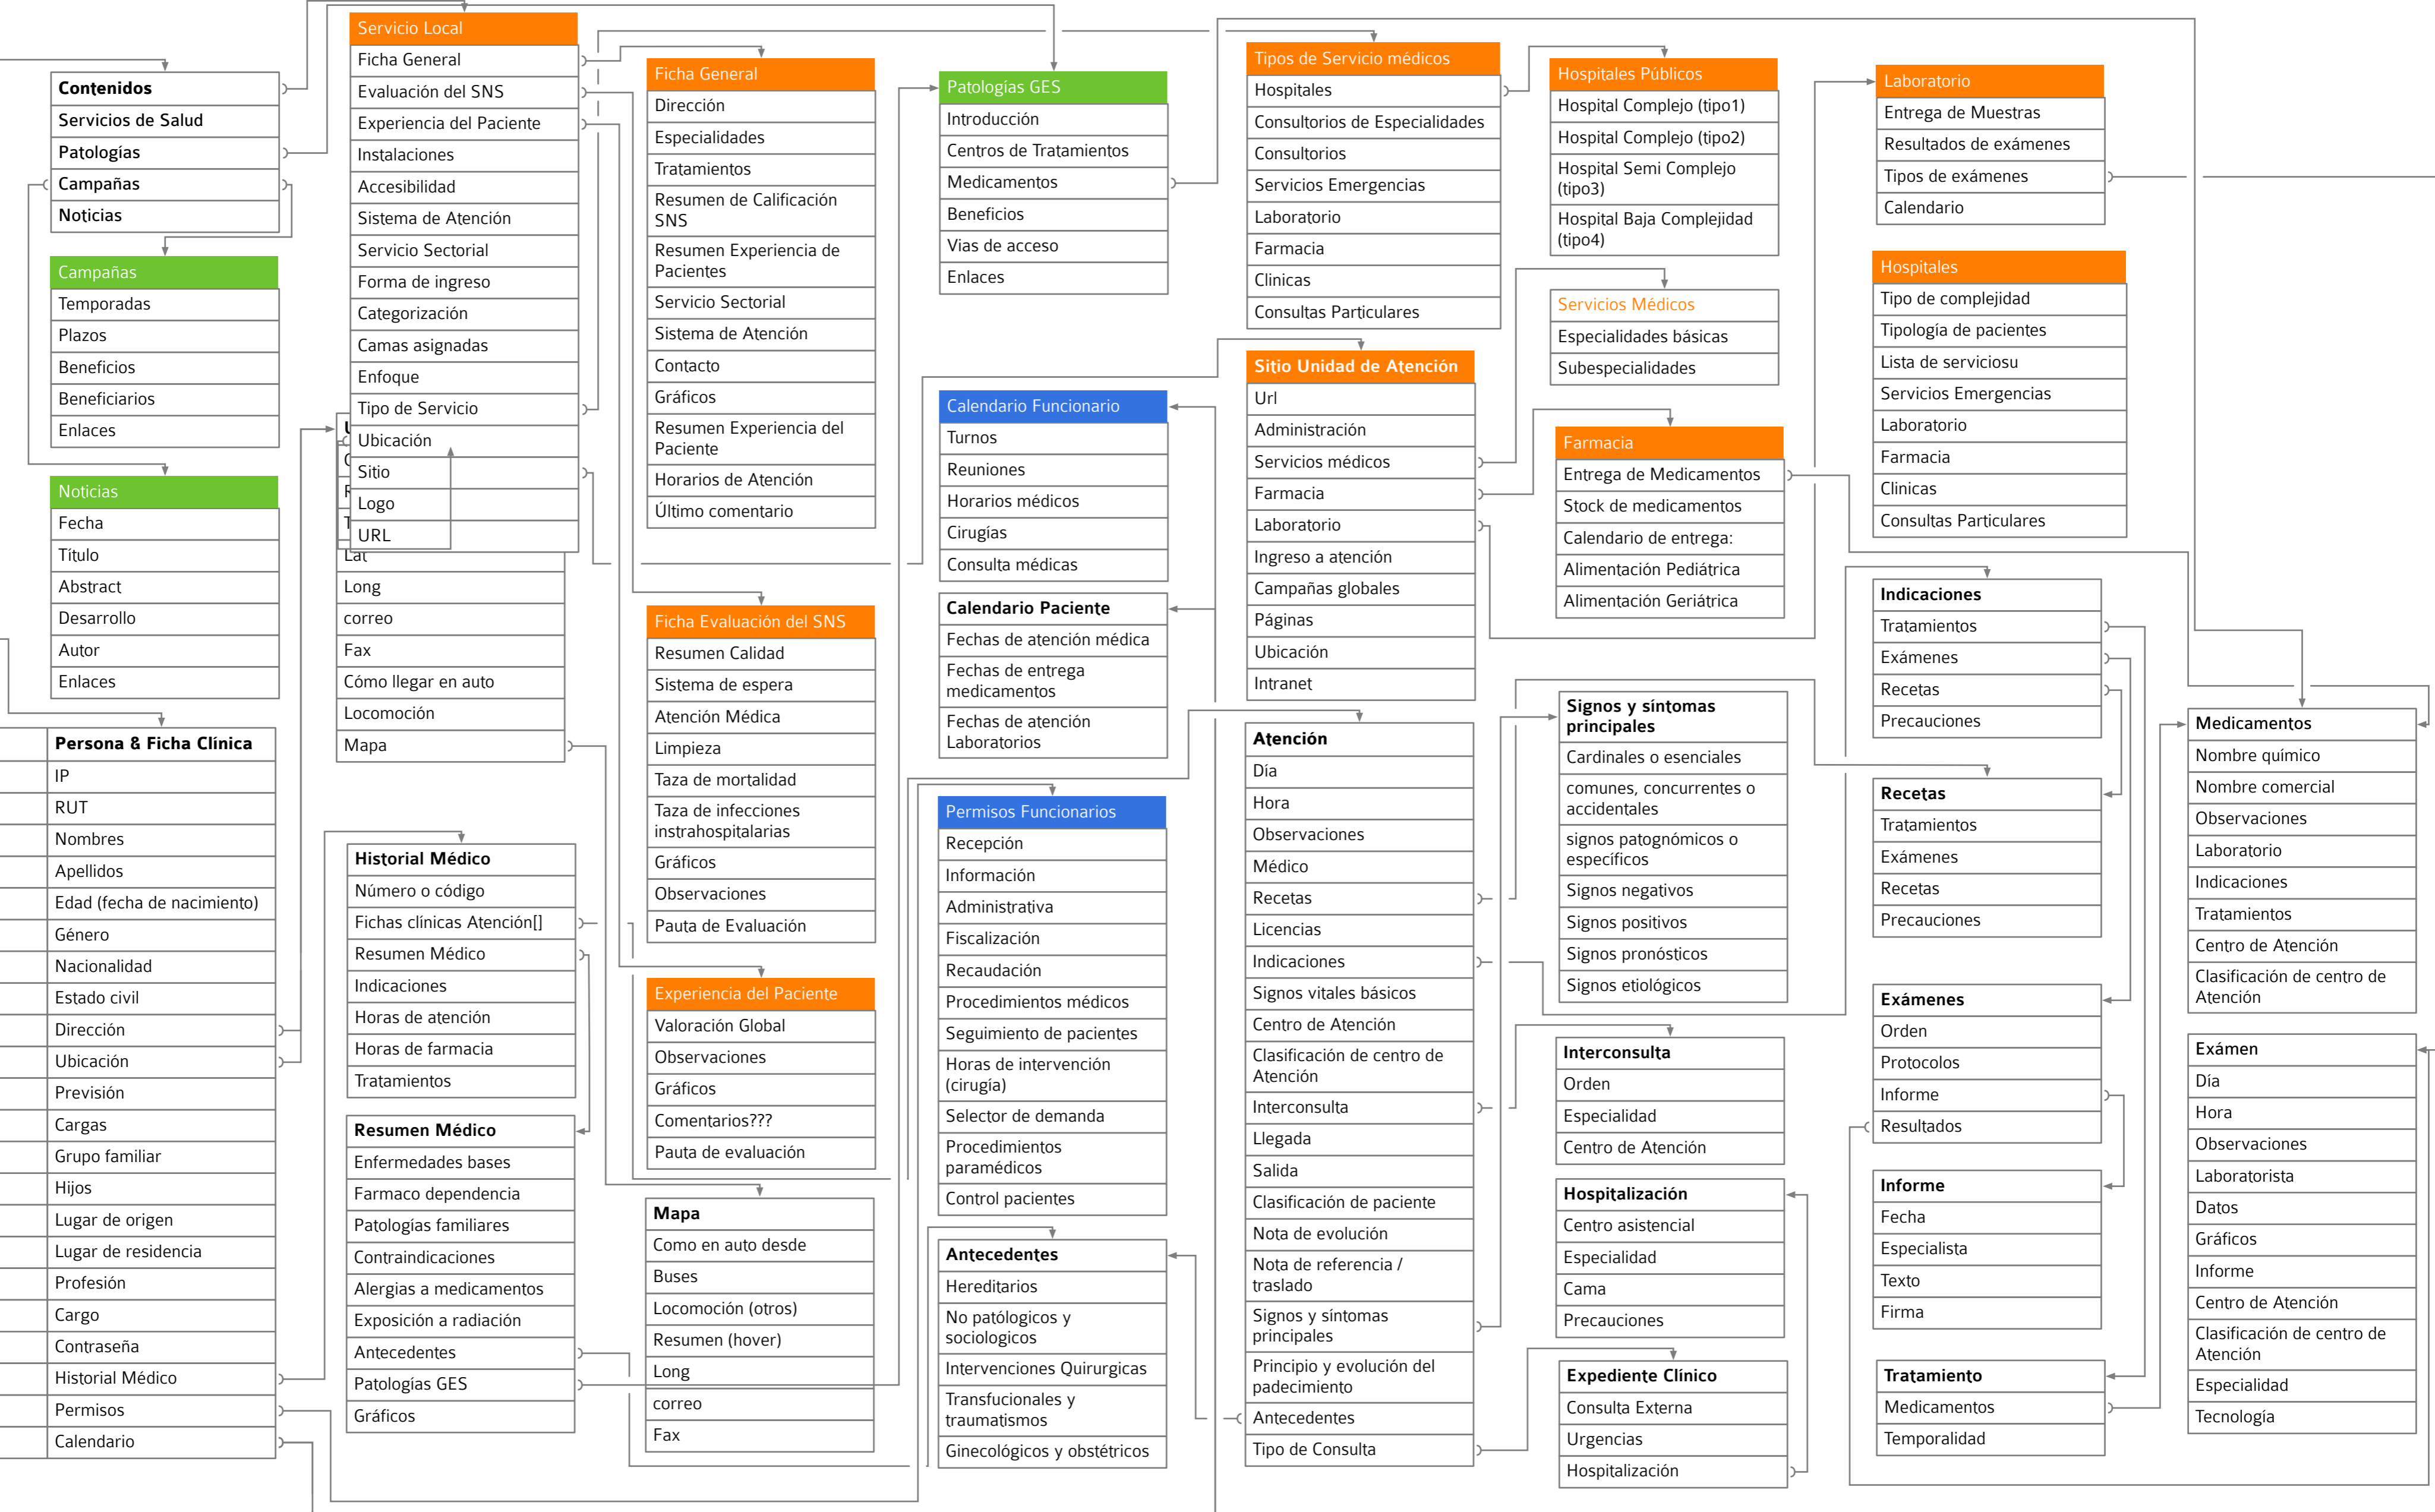 Contenidos
Servicios de Salud
Patologías
Campañas
Noticias
Campañas
Temporadas
Plazos
Beneficios
Beneficiarios
Enlaces
Noticias
Fecha
Título
Abstract
Desarrollo
Autor
Enlaces
Persona & Ficha Clínica
IP
RUT
Nombres
Apellidos
Edad (fecha de nacimiento)
Género
Nacionalidad
Estado civil
Dirección
Ubicación
Previsión
Cargas
Grupo familiar
Hijos
Lugar de origen
Lugar de residencia
Profesión
Cargo
Contraseña
Historial Médico
Permisos
Calendario
Servicio Local
Ficha General
Evaluación del SNS
Experiencia del Paciente
Instalaciones
Accesibilidad
Sistema de Atención
Servicio Sectorial
Forma de ingreso
Categorización
Camas asignadas
Enfoque
Tipo de Servicio
Ubicación
Sitio
Logo
URL
Lat
Long
correo
Fax
Cómo llegar en auto
Locomoción
Mapa
Historial Médico
Número o código
Fichas clínicas Atención[]
Resumen Médico
Indicaciones
Horas de atención
Horas de farmacia
Tratamientos
Resumen Médico
Enfermedades bases
Farmaco dependencia
Patologías familiares
Contraindicaciones
Alergias a medicamentos
Exposición a radiación
Antecedentes
Patologías GES
Gráficos
Ficha General
Dirección
Especialidades
Tratamientos
Resumen de Calificación
SNS
Resumen Experiencia de
Pacientes
Servicio Sectorial
Sistema de Atención
Contacto
Gráficos
Resumen Experiencia del
Paciente
Horarios de Atención
Último comentario
Ficha Evaluación del SNS
Resumen Calidad
Sistema de espera
Atención Médica
Limpieza
Taza de mortalidad
Taza de infecciones
instrahospitalarias
Gráficos
Observaciones
Pauta de Evaluación
Experiencia del Paciente
Valoración Global
Observaciones
Gráficos
Comentarios???
Pauta de evaluación
Mapa
Como en auto desde
Buses
Locomoción (otros)
Resumen (hover)
Long
correo
Fax
Patologías GES
Introducción
Centros de Tratamientos
Medicamentos
Beneficios
Vias de acceso
Enlaces
Calendario Funcionario
Turnos
Reuniones
Horarios médicos
Cirugías
Consulta médicas
Calendario Paciente
Fechas de atención médica
Fechas de entrega
medicamentos
Fechas de atención
Laboratorios
Permisos Funcionarios
Recepción
Información
Administrativa
Fiscalización
Recaudación
Procedimientos médicos
Seguimiento de pacientes
Horas de intervención
(cirugía)
Selector de demanda
Procedimientos
paramédicos
Control pacientes
Antecedentes
Hereditarios
No patólogicos y
sociologicos
Intervenciones Quirurgicas
Transfucionales y
traumatismos
Ginecológicos y obstétricos
Tipos de Servicio médicos
Hospitales
Consultorios de Especialidades
Consultorios
Servicios Emergencias
Laboratorio
Farmacia
Clinicas
Consultas Particulares
Sitio Unidad de Atención
Url
Administración
Servicios médicos
Farmacia
Laboratorio
Ingreso a atención
Campañas globales
Páginas
Ubicación
Intranet
Atención
Día
Hora
Observaciones
Médico
Recetas
Licencias
Indicaciones
Signos vitales básicos
Centro de Atención
Clasificación de centro de
Atención
Interconsulta
Llegada
Salida
Clasificación de paciente
Nota de evolución
Nota de referencia /
traslado
Signos y síntomas
principales
Principio y evolución del
padecimiento
Antecedentes
Tipo de Consulta
Hospitales Públicos
Hospital Complejo (tipo1)
Hospital Complejo (tipo2)
Hospital Semi Complejo
(tipo3)
Hospital Baja Complejidad
(tipo4)
Servicios Médicos
Especialidades básicas
Subespecialidades
Farmacia
Entrega de Medicamentos
Stock de medicamentos
Calendario de entrega:
Alimentación Pediátrica
Alimentación Geriátrica
Signos y síntomas
principales
Cardinales o esenciales
comunes, concurrentes o
accidentales
signos patognómicos o
específicos
Signos negativos
Signos positivos
Signos pronósticos
Signos etiológicos
Interconsulta
Orden
Especialidad
Centro de Atención
Hospitalización
Centro asistencial
Especialidad
Cama
Precauciones
Expediente Clínico
Consulta Externa
Urgencias
Hospitalización
Laboratorio
Entrega de Muestras
Resultados de exámenes
Tipos de exámenes
Calendario
Hospitales
Tipo de complejidad
Tipología de pacientes
Lista de serviciosu
Servicios Emergencias
Laboratorio
Farmacia
Clinicas
Consultas Particulares
Indicaciones
Tratamientos
Exámenes
Recetas
Precauciones
Recetas
Tratamientos
Exámenes
Recetas
Precauciones
Exámenes
Orden
Protocolos
Informe
Resultados
Informe
Fecha
Especialista
Texto
Firma
Tratamiento
Medicamentos
Temporalidad
Medicamentos
Nombre químico
Nombre comercial
Observaciones
Laboratorio
Indicaciones
Tratamientos
Centro de Atención
Clasificación de centro de
Atención
Exámen
Día
Hora
Observaciones
Laboratorista
Datos
Gráficos
Informe
Centro de Atención
Clasificación de centro de
Atención
Especialidad
Tecnología